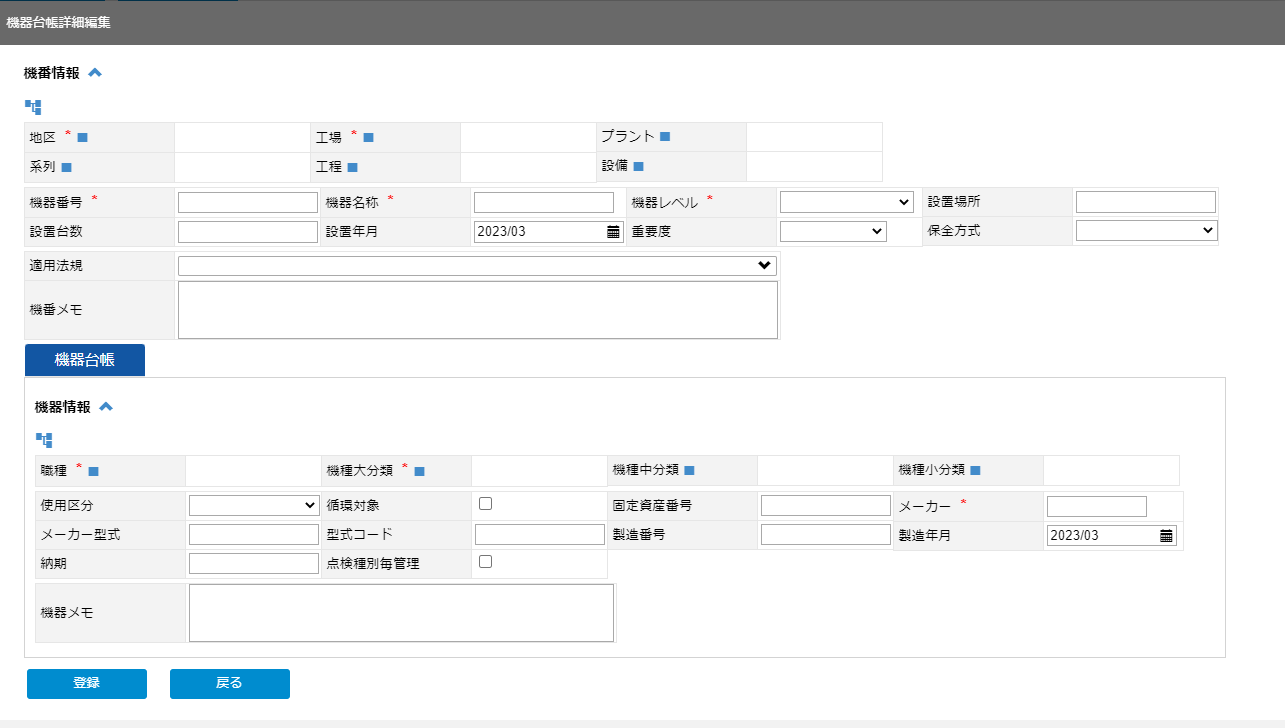 機器台帳詳細編集
機番情報
地区 * 工場 * プラント
系列 工程 設備
機器番号 * 機器名称 * 機器レベル * 設置場所
設置台数 設置年月 2023/03 重要度 保全方式
適用法規
機番メモ
機器台帳
機器情報
職種 * 機種大分類 * 機種中分類 機種小分類
使用区分 循環対象 固定資産番号 メーカー *
メーカー型式 型式コード 製造番号 製造年月 2023/03
納期 点検種別毎管理
機器メモ
登録 戻る